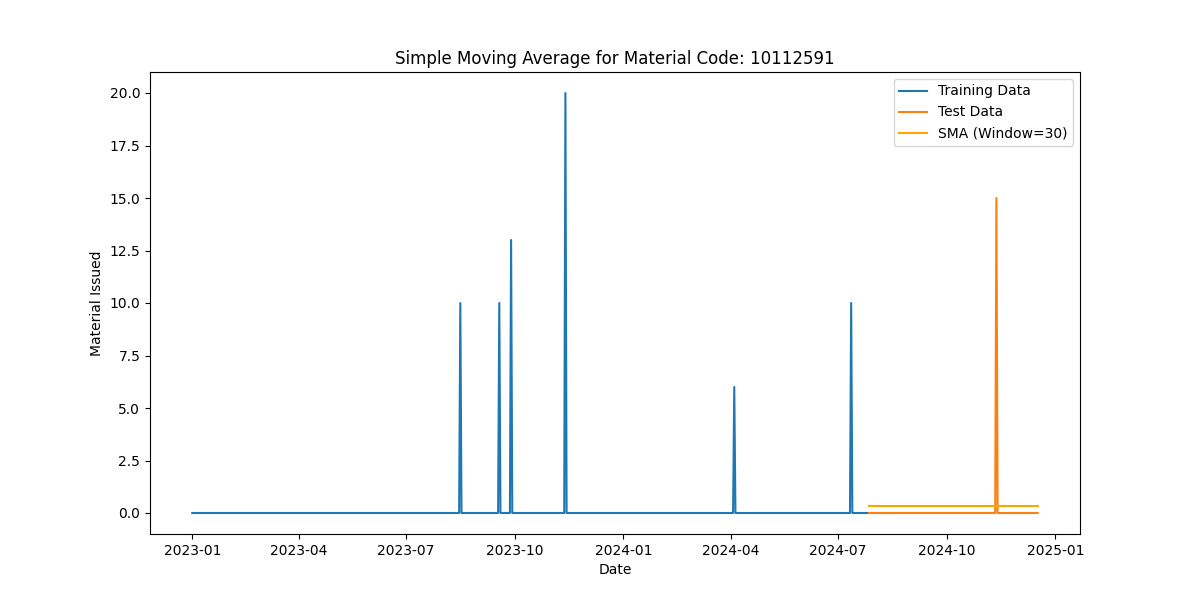 Simple Moving Average for Material Code: 10112591
Training Data
Test Data
SMA (Window=30)
20.0
17.5
15.0
12.5
10.0
7.5
5.0
2.5
0.0
Material Issued
2023-01 2023-04 2023-07 2023-10 2024-01 2024-04 2024-07 2024-10 2025-01
Date